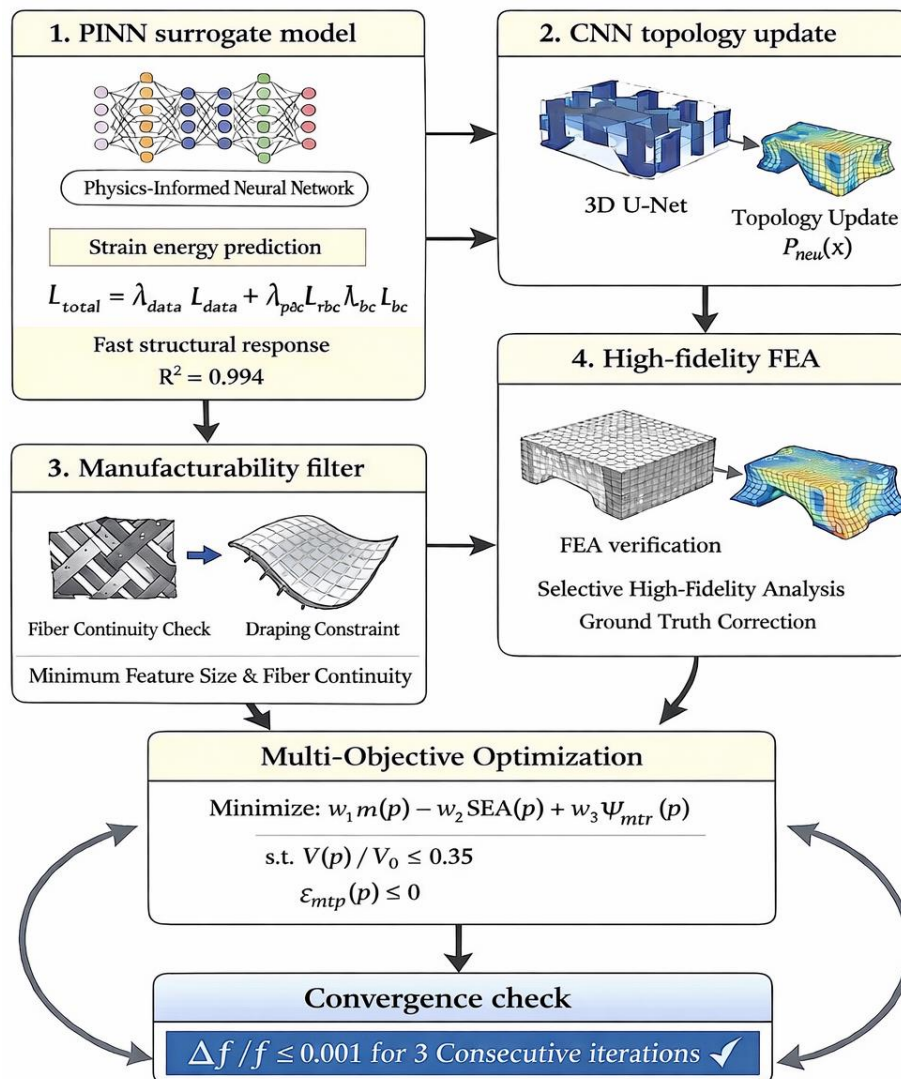 1. PINN surrogate model
Physics-Informed Neural Network
Strain energy prediction
L_total = λ_data L_data + λ_pδc L_rbc λ_bc L_bc
Fast structural response
R² = 0.994
2. CNN topology update
3D U-Net
Topology Update
P_neu(x)
3. Manufacturability filter
Fiber Continuity Check
Draping Constraint
Minimum Feature Size & Fiber Continuity
4. High-fidelity FEA
FEA verification
Selective High-Fidelity Analysis
Ground Truth Correction
Multi-Objective Optimization
Minimize: w₁ m(p) − w₂ SEA(p) + w₃ Ψ_mtr (p)
s.t. V(p) / V₀ ≤ 0.35
ε_mtp(p) ≤ 0
Convergence check
Δf /f ≤ 0.001 for 3 Consecutive iterations ✓